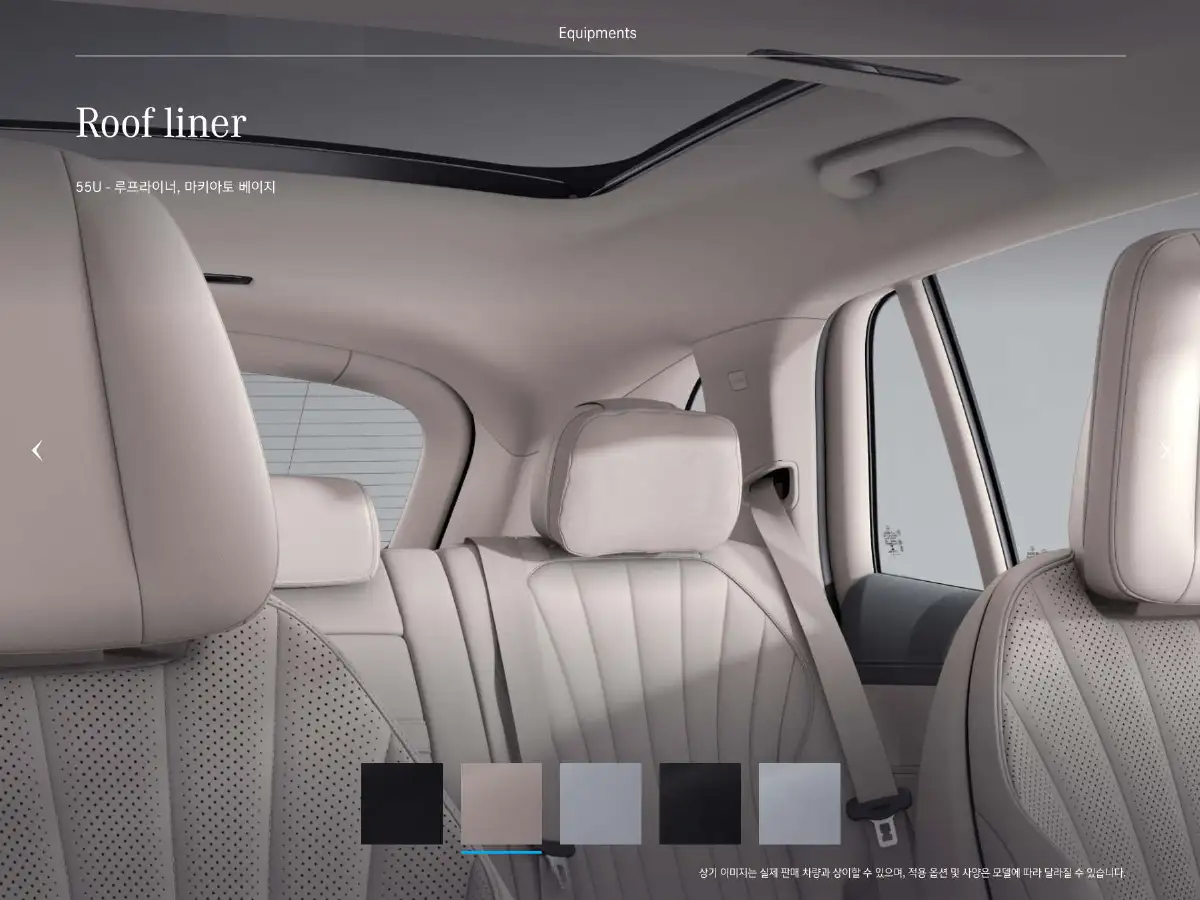 Equipments
Roof liner
55U - 루프라이너, 마키아토 베이지
상기 이미지는 실제 판매 차량과 상이할 수 있으며, 적용 옵션 및 사양은 모델에 따라 달라질 수 있습니다.